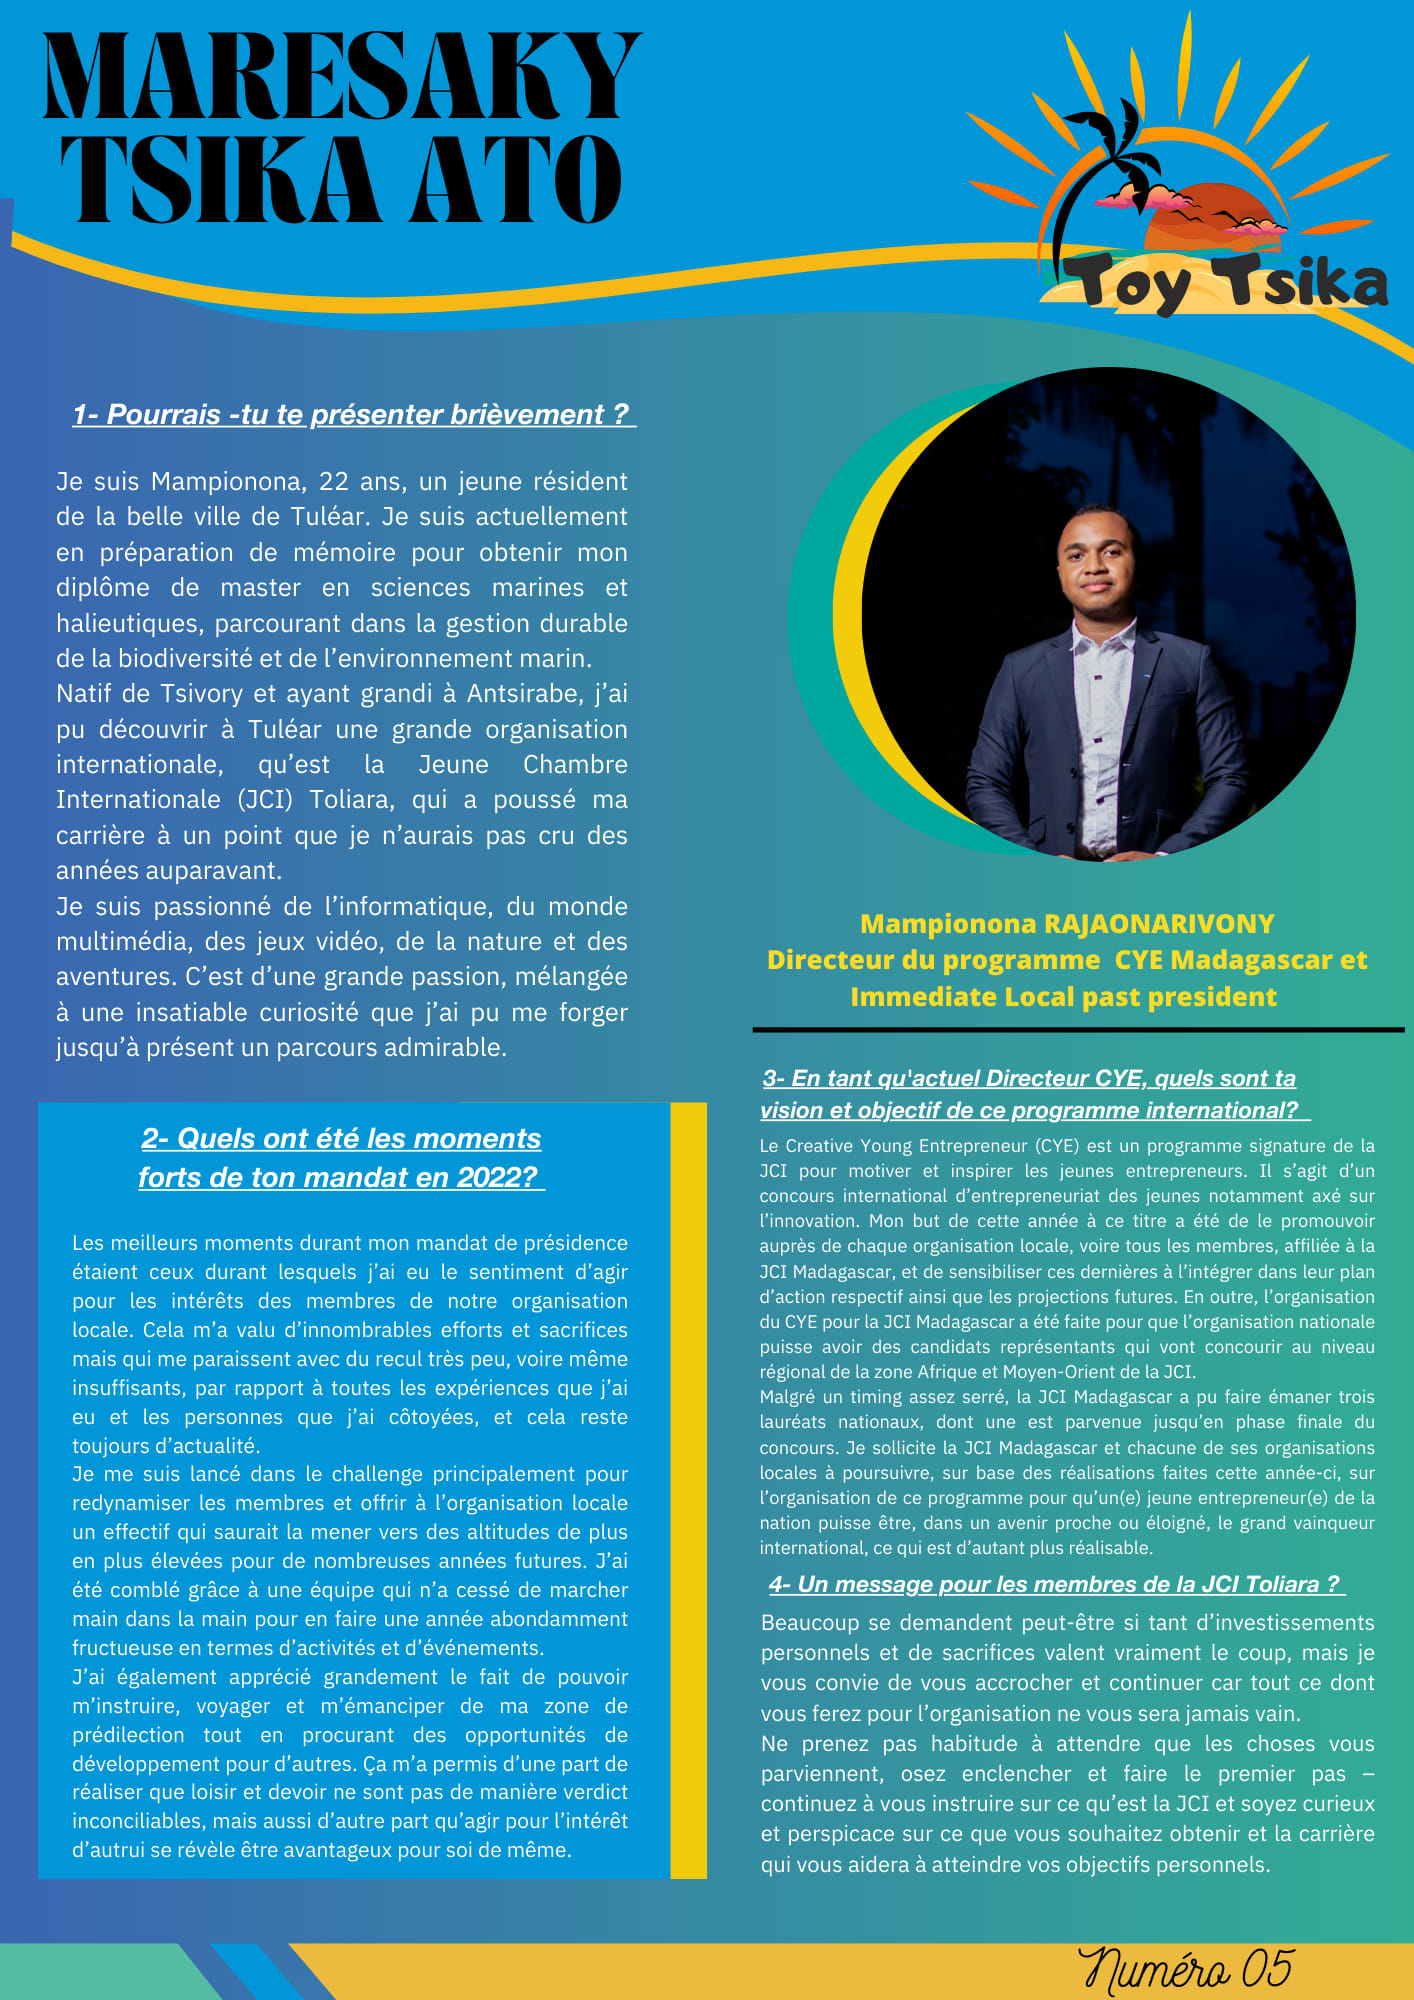 MARESAKY
TSIKA ATO
Toy Tsika
1- Pourrais -tu te présenter brièvement ?
Je suis Mampionona, 22 ans, un jeune résident
de la belle ville de Tuléar. Je suis actuellement
en préparation de mémoire pour obtenir mon
diplôme de master en sciences marines et
halieutiques, parcourant dans la gestion durable
de la biodiversité et de l’environnement marin.
Natif de Tsivory et ayant grandi à Antsirabe, j’ai
pu découvrir à Tuléar une grande organisation
internationale, qu’est la Jeune Chambre
Internationale (JCI) Toliara, qui a poussé ma
carrière à un point que je n’aurais pas cru des
années auparavant.
Je suis passionné de l’informatique, du monde
multimédia, des jeux vidéo, de la nature et des
aventures. C’est d’une grande passion, mélangée
à une insatiable curiosité que j’ai pu me forger
jusqu’à présent un parcours admirable.
2- Quels ont été les moments
forts de ton mandat en 2022?
Les meilleurs moments durant mon mandat de présidence
étaient ceux durant lesquels j’ai eu le sentiment d’agir
pour les intérêts des membres de notre organisation
locale. Cela m’a valu d’innombrables efforts et sacrifices
mais qui me paraissent avec du recul très peu, voire même
insuffisants, par rapport à toutes les expériences que j’ai
eu et les personnes que j’ai côtoyées, et cela reste
toujours d’actualité.
Je me suis lancé dans le challenge principalement pour
redynamiser les membres et offrir à l’organisation locale
un effectif qui saurait la mener vers des altitudes de plus
en plus élevées pour de nombreuses années futures. J’ai
été comblé grâce à une équipe qui n’a cessé de marcher
main dans la main pour en faire une année abondamment
fructueuse en termes d’activités et d’événements.
J’ai également apprécié grandement le fait de pouvoir
m’instruire, voyager et m’émanciper de ma zone de
prédilection tout en procurant des opportunités de
développement pour d’autres. Ça m’a permis d’une part de
réaliser que loisir et devoir ne sont pas de manière verdict
inconciliables, mais aussi d’autre part qu’agir pour l’intérêt
d’autrui se révèle être avantageux pour soi de même.
Mampionona RAJAONARIVONY
Directeur du programme CYE Madagascar et
Immediate Local past president
3- En tant qu'actuel Directeur CYE, quels sont ta
vision et objectif de ce programme international?
Le Creative Young Entrepreneur (CYE) est un programme signature de la
JCI pour motiver et inspirer les jeunes entrepreneurs. Il s’agit d’un
concours international d’entrepreneuriat des jeunes notamment axé sur
l’innovation. Mon but de cette année à ce titre a été de le promouvoir
auprès de chaque organisation locale, voire tous les membres, affiliée à la
JCI Madagascar, et de sensibiliser ces dernières à l’intégrer dans leur plan
d’action respectif ainsi que les projections futures. En outre, l’organisation
du CYE pour la JCI Madagascar a été faite pour que l’organisation nationale
puisse avoir des candidats représentants qui vont concourir au niveau
régional de la zone Afrique et Moyen-Orient de la JCI.
Malgré un timing assez serré, la JCI Madagascar a pu faire émaner trois
lauréats nationaux, dont une est parvenue jusqu’en phase finale du
concours. Je sollicite la JCI Madagascar et chacune de ses organisations
locales à poursuivre, sur base des réalisations faites cette année-ci, sur
l’organisation de ce programme pour qu’un(e) jeune entrepreneur(e) de la
nation puisse être, dans un avenir proche ou éloigné, le grand vainqueur
international, ce qui est d’autant plus réalisable.
4- Un message pour les membres de la JCI Toliara ?
Beaucoup se demandent peut-être si tant d’investissements
personnels et de sacrifices valent vraiment le coup, mais je
vous convie de vous accrocher et continuer car tout ce dont
vous ferez pour l’organisation ne vous sera jamais vain.
Ne prenez pas habitude à attendre que les choses vous
parviennent, osez enclencher et faire le premier pas –
continuez à vous instruire sur ce qu’est la JCI et soyez curieux
et perspicace sur ce que vous souhaitez obtenir et la carrière
qui vous aidera à atteindre vos objectifs personnels.
Numéro 05